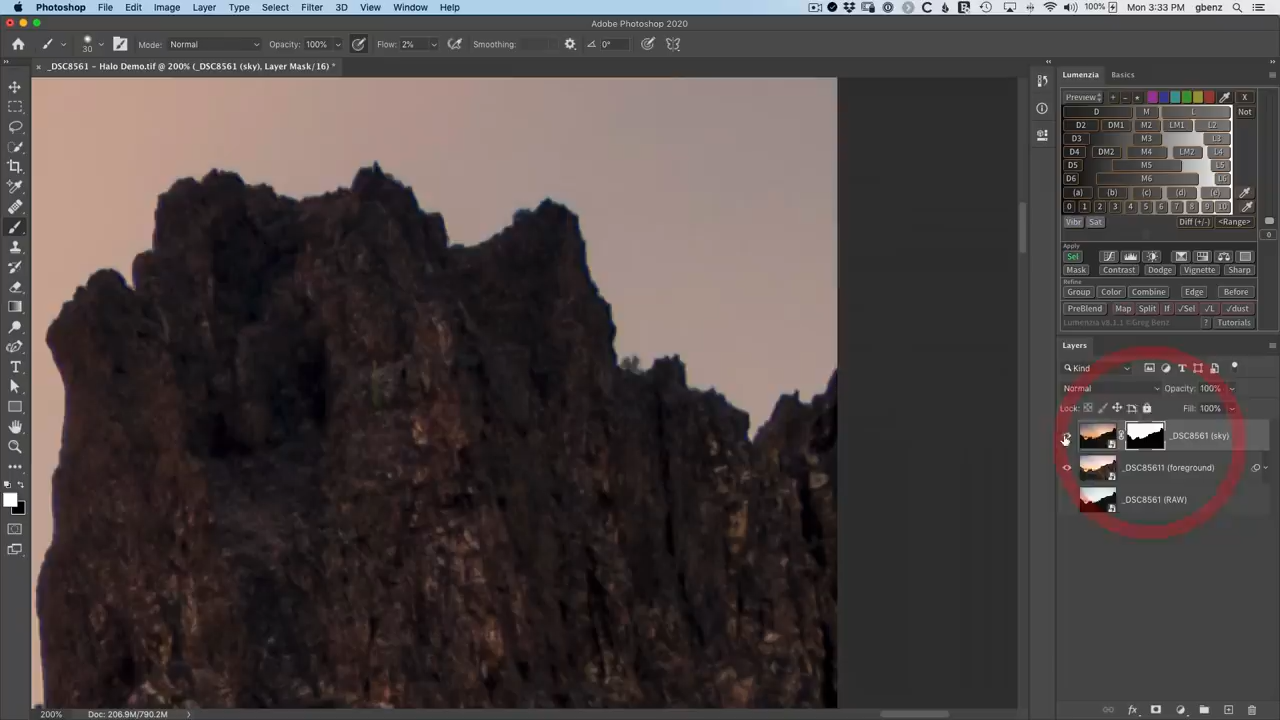 Photoshop File Edit Image Layer Type Select Filter 3D View Window Help 100% Mon 3:33 PM gbenz
Adobe Photoshop 2020
30 Mode: Normal Opacity: 100% Flow: 2% Smoothing: 0°
× _DSC8561 – Halo Demo.tif @ 200% (_DSC8561 (sky), Layer Mask/16) *
Lumenzia Basics
Preview + - X
D M L Not
D2 DM1 M2 LM1 L2
D3 M3 L3
D4 DM2 M4 LM2 L4
D5 M5 L5
D6 M6 L6
(a) (b) (c) (d) (e)
0 1 2 3 4 5 6 7 8 9 10
Vibr Sat Diff (+/-) <Range> 0
Apply
Sel
Mask Contrast Dodge Vignette Sharp
Refine
Group Color Combine Edge Before
PreBlend Map Split If √Sel √L √dust
Lumenzia v8.1.1 ©Greg Benz ? Tutorials
Layers
Kind
Normal Opacity: 100%
Lock: Fill: 100%
_DSC8561 (sky)
_DSC85611 (foreground)
_DSC8561 (RAW)
200% Doc: 206.9M/790.2M